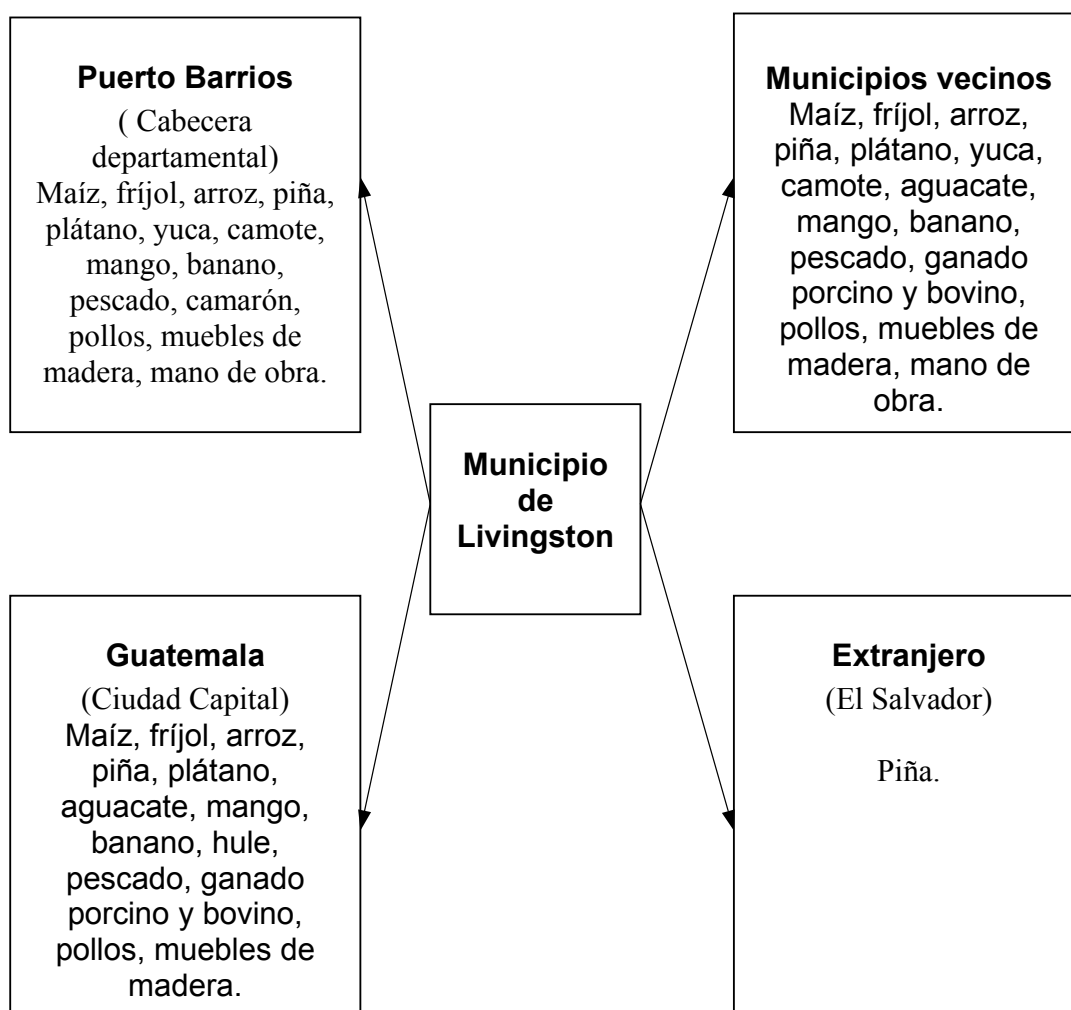 Puerto Barrios
( Cabecera
departamental)
Maíz, fríjol, arroz, piña,
plátano, yuca, camote,
mango, banano,
pescado, camarón,
pollos, muebles de
madera, mano de obra.
Municipios vecinos
Maíz, fríjol, arroz,
piña, plátano, yuca,
camote, aguacate,
mango, banano,
pescado, ganado
porcino y bovino,
pollos, muebles de
madera, mano de
obra.
Municipio
de
Livingston
Guatemala
(Ciudad Capital)
Maíz, fríjol, arroz,
piña, plátano,
aguacate, mango,
banano, hule,
pescado, ganado
porcino y bovino,
pollos, muebles de
madera.
Extranjero
(El Salvador)
Piña.